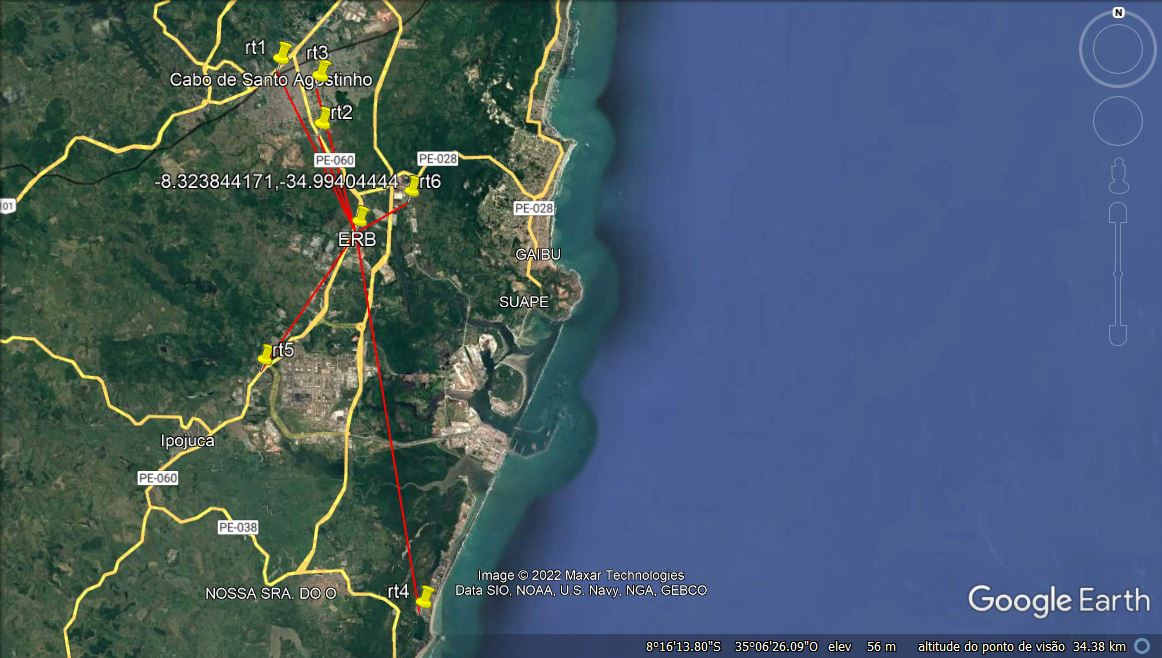 N
rt1
rt3
Cabo de Santo Agostinho
rt2
PE-060
PE-028
-8.323844171,-34.99404444
rt6
101
PE-028
ERB
GAIBU
SUAPE
rt5
Ipojuca
PE-060
PE-038
NOSSA SRA. DO O
rt4
Image © 2022 Maxar Technologies
Data SIO, NOAA, U.S. Navy, NGA, GEBCO
Google Earth
8°16'13.80"S 35°06'26.09"O elev 56 m altitude do ponto de visão 34.38 km